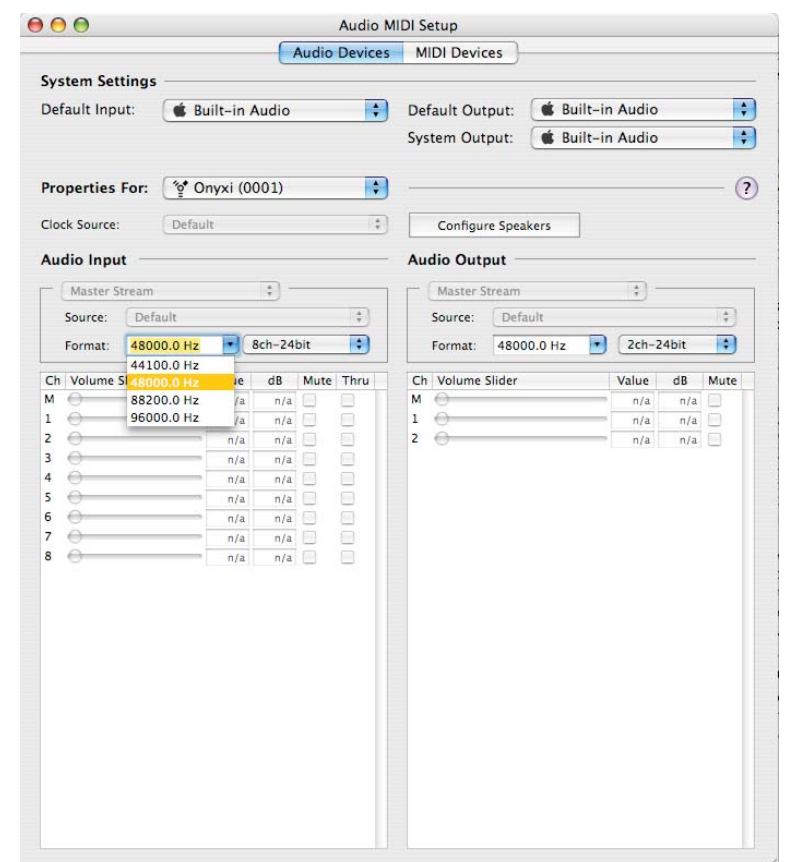 Audio MIDI Setup
Audio Devices MIDI Devices
System Settings
Default Input: Built-in Audio Default Output: Built-in Audio
System Output: Built-in Audio
Properties For: Onyxi (0001) ?
Clock Source: Default Configure Speakers
Audio Input Audio Output
Master Stream Master Stream
Source: Default Source: Default
Format: 48000.0 Hz 8ch-24bit Format: 48000.0 Hz 2ch-24bit
44100.0 Hz
48000.0 Hz
88200.0 Hz
96000.0 Hz
Ch Volume Sl ue dB Mute Thru Ch Volume Slider Value dB Mute
M /a n/a M n/a n/a
1 /a n/a 1 n/a n/a
2 n/a n/a 2 n/a n/a
3 n/a n/a
4 n/a n/a
5 n/a n/a
6 n/a n/a
7 n/a n/a
8 n/a n/a